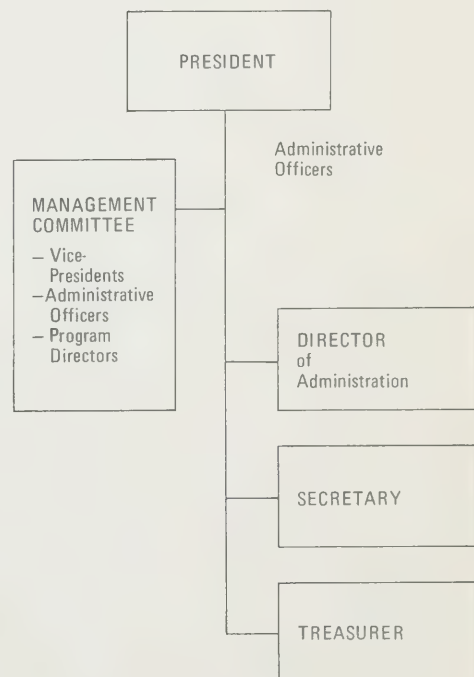 PRESIDENT
Administrative
Officers
MANAGEMENT
COMMITTEE
– Vice-
Presidents
–Administrative
Officers
– Program
Directors
DIRECTOR
of
Administration
SECRETARY
TREASURER